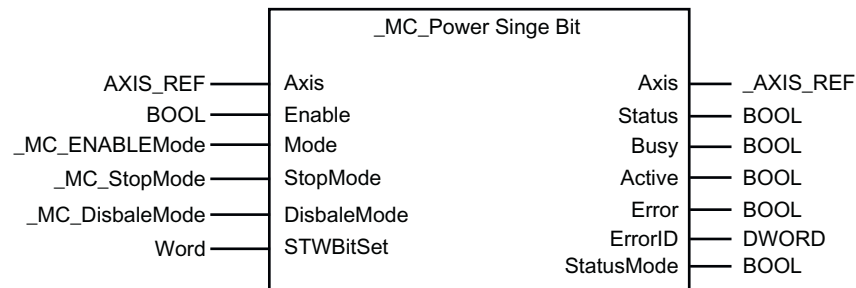 _MC_Power Singe Bit
AXIS_REF Axis Axis _AXIS_REF
BOOL Enable Status BOOL
_MC_ENABLEMode Mode Busy BOOL
_MC_StopMode StopMode Active BOOL
_MC_DisbaleMode DisbaleMode Error BOOL
Word STWBitSet ErrorID DWORD
StatusMode BOOL